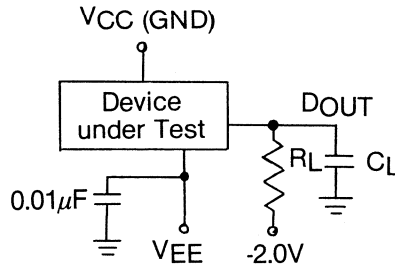 VCC (GND)
Device
under Test
DOUT
RL
CL
0.01μF
VEE
-2.0V